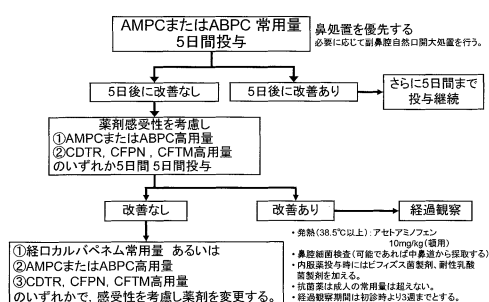 AMPCまたはABPC 常用量
5日間投与
鼻処置を優先する
必要に応じて副鼻腔自然口開大処置を行う。
5日後に改善なし
5日後に改善あり
さらに5日間まで
投与継続
薬剤感受性を考慮し
①AMPCまたはABPC高用量
②CDTR, CFPN , CFTM高用量
のいずれか5日間 5日間投与
改善なし
改善あり
経過観察
①経口カルバペネム常用量 あるいは
②AMPCまたはABPC高用量
③CDTR, CFPN, CFTM高用量
のいずれかで, 感受性を考慮し薬剤を変更する。
・発熱(38.5℃以上):アセトアミノフェン
10mg/kg(頓用)
・鼻腔細菌検査(可能であれば中鼻道から採取する)
・内服薬投与時にはビフィズス菌製剤、耐性乳酸
菌製剤を加える。
・抗菌薬は成人の常用量は超えない。
・経過観察期間は初診時より3週までとする。